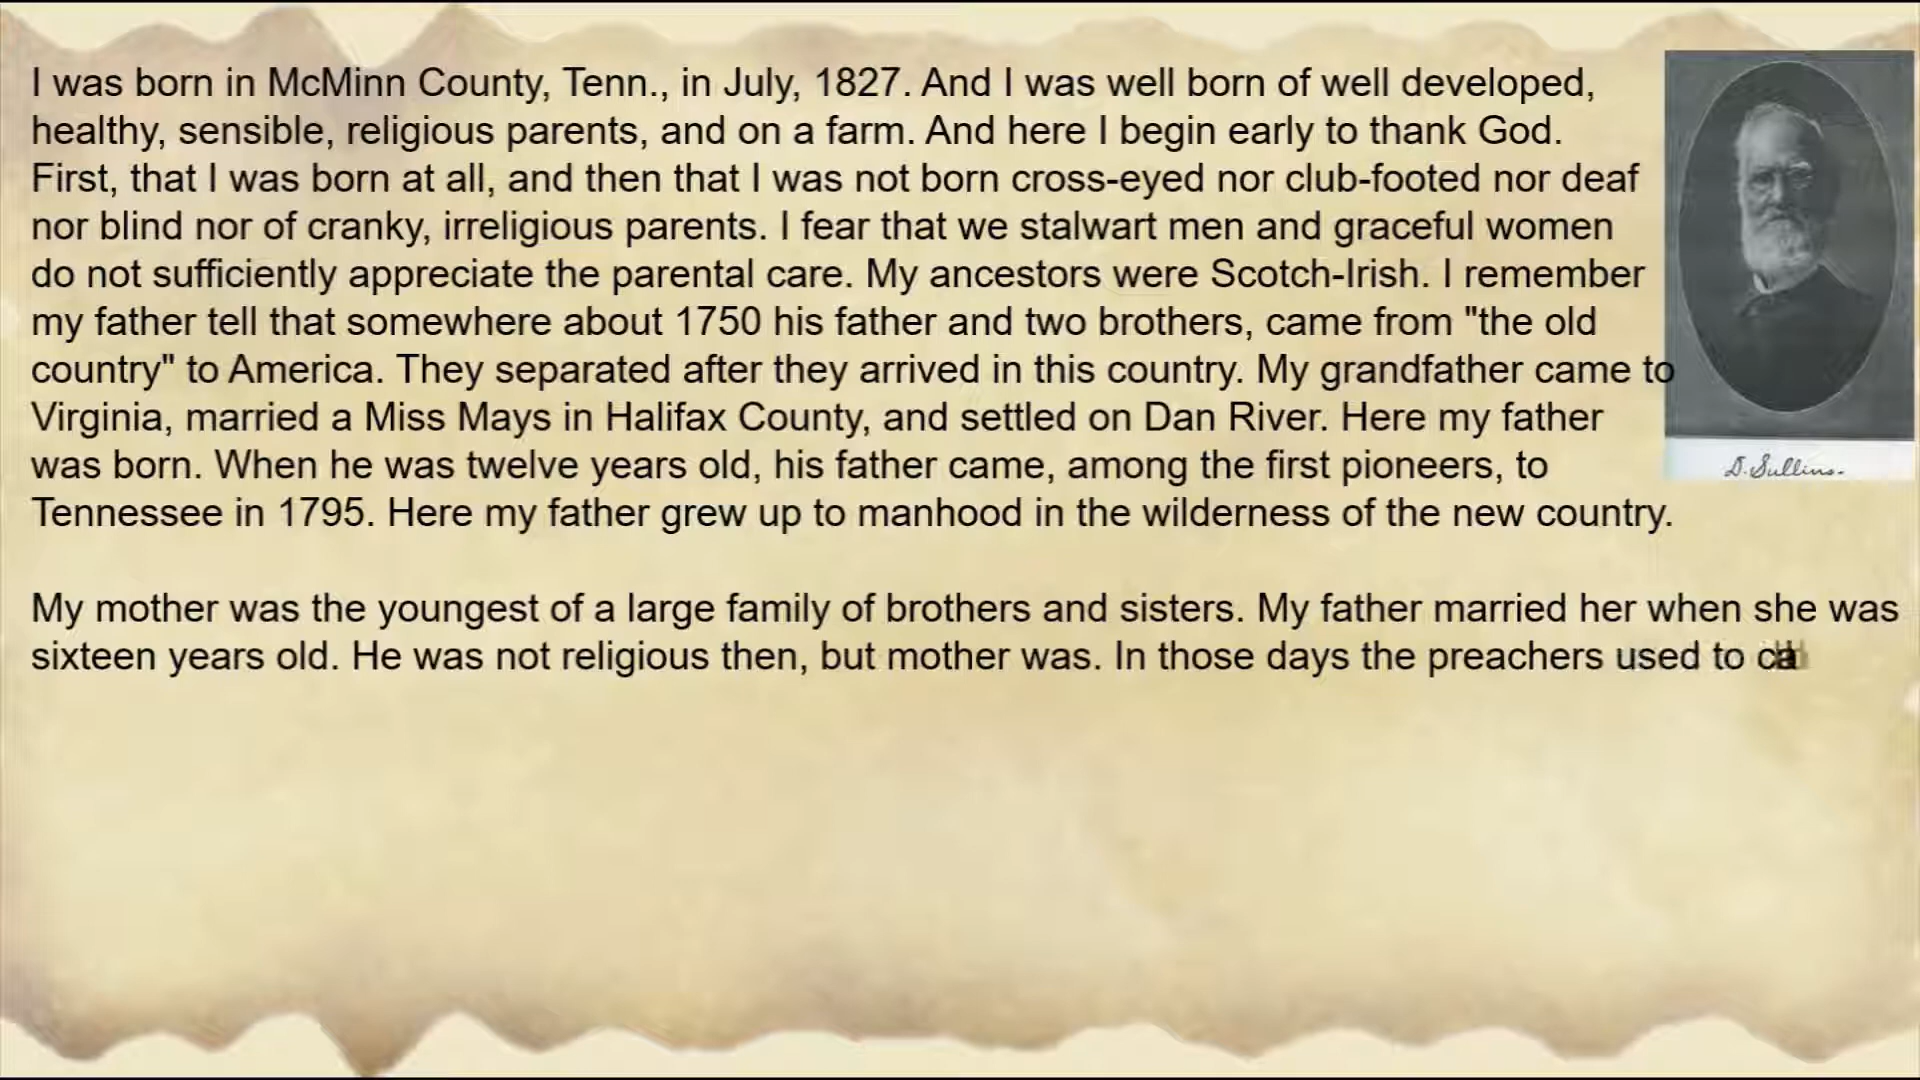 I was born in McMinn County, Tenn., in July, 1827. And I was well born of well developed,
healthy, sensible, religious parents, and on a farm. And here I begin early to thank God.
First, that I was born at all, and then that I was not born cross-eyed nor club-footed nor deaf
nor blind nor of cranky, irreligious parents. I fear that we stalwart men and graceful women
do not sufficiently appreciate the parental care. My ancestors were Scotch-Irish. I remember
my father tell that somewhere about 1750 his father and two brothers, came from "the old
country" to America. They separated after they arrived in this country. My grandfather came to
Virginia, married a Miss Mays in Halifax County, and settled on Dan River. Here my father
was born. When he was twelve years old, his father came, among the first pioneers, to
Tennessee in 1795. Here my father grew up to manhood in the wilderness of the new country.
My mother was the youngest of a large family of brothers and sisters. My father married her when she was
sixteen years old. He was not religious then, but mother was. In those days the preachers used to
D. Sullins.